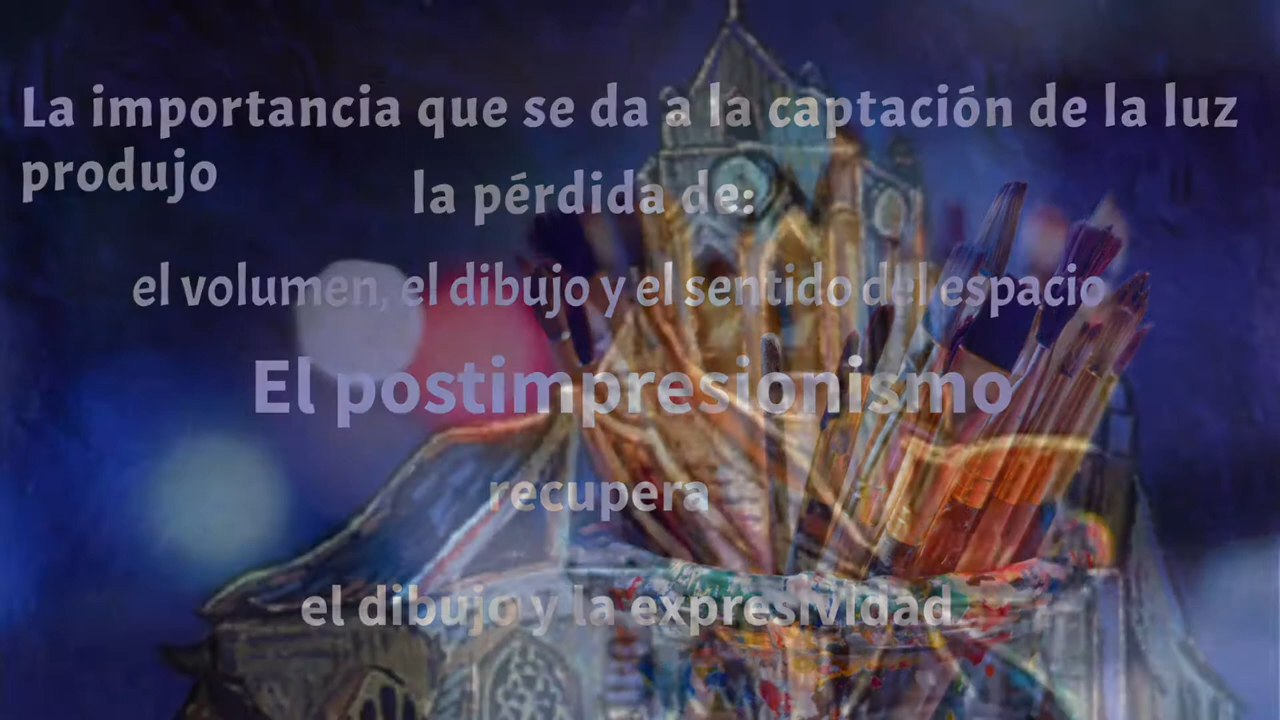 La importancia que se da a la captación de la luz
produjo
la pérdida de:
el volumen, el dibujo y el sentido del espacio
El postimpresionismo
recupera
el dibujo y la expresividad.